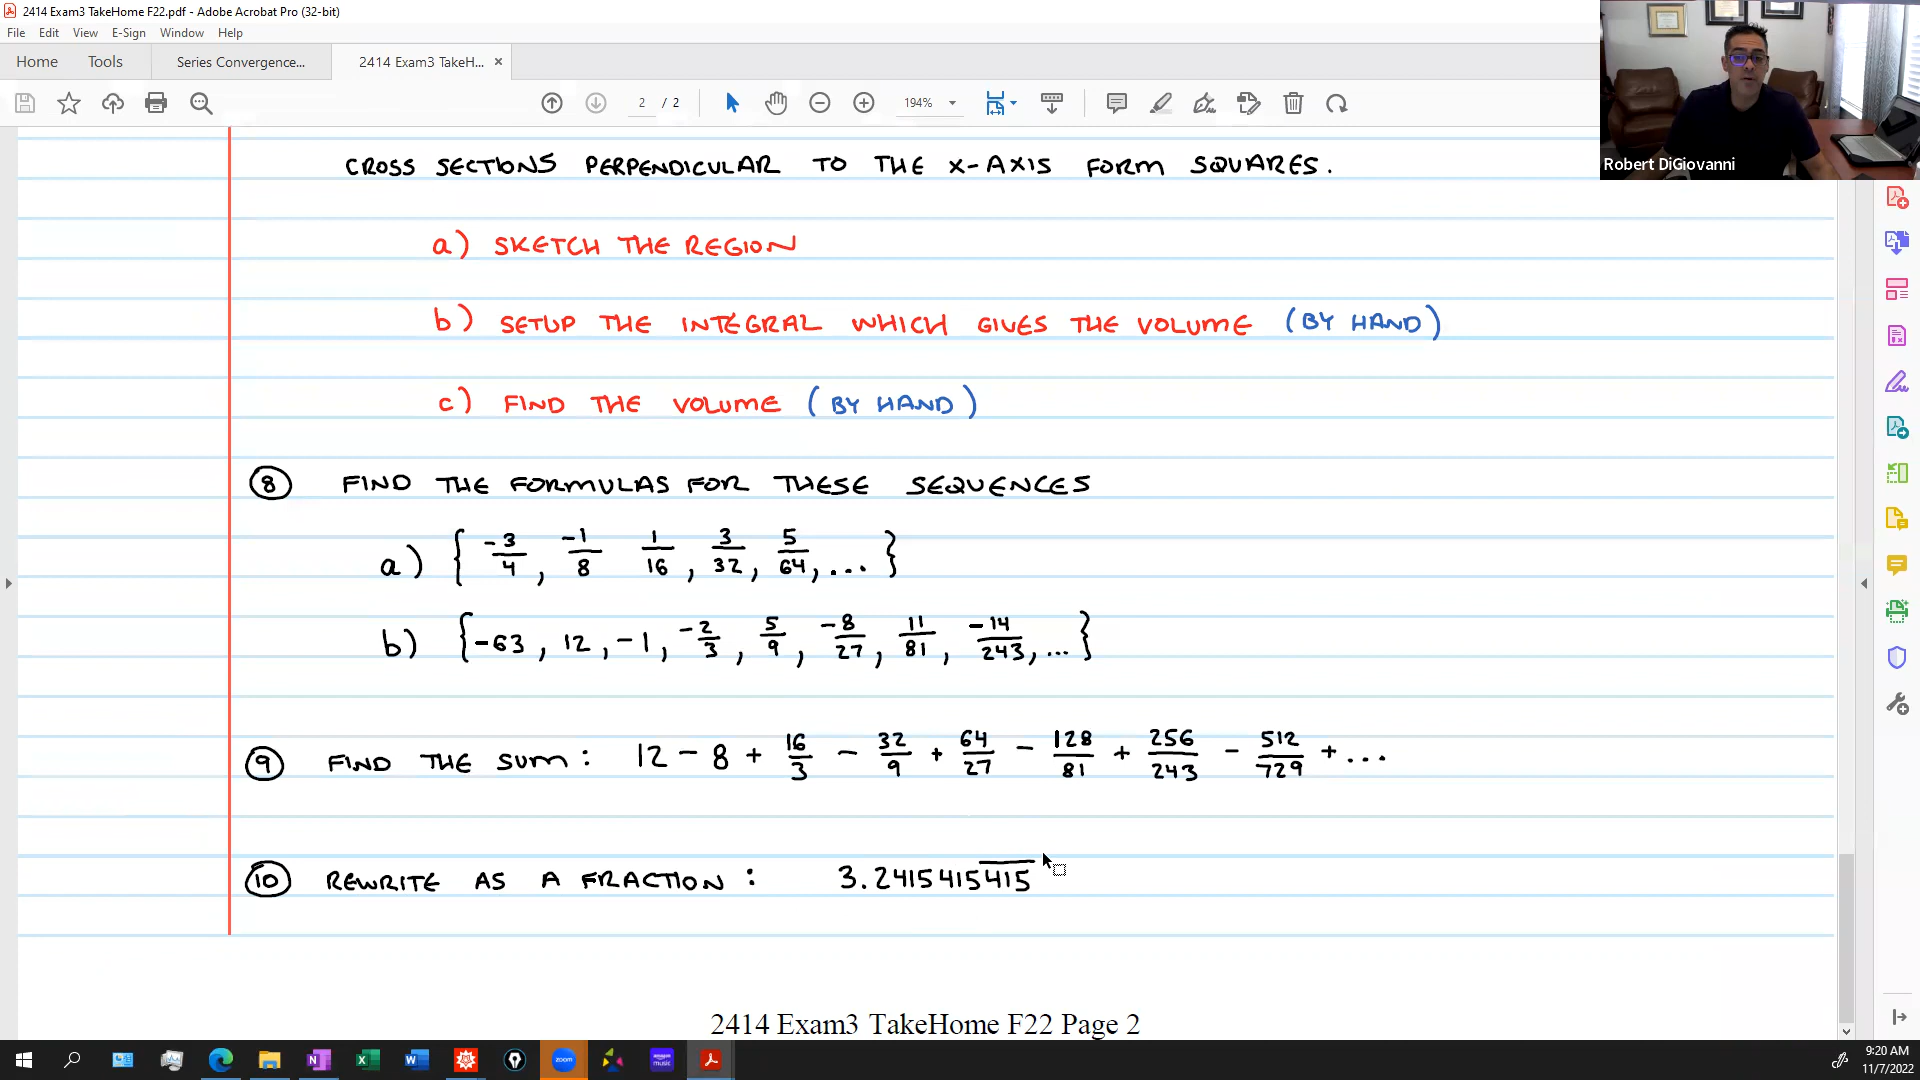 2414 Exam3 TakeHome F22.pdf - Adobe Acrobat Pro (32-bit)
File Edit View E-Sign Window Help
Home Tools Series Convergence... 2414 Exam3 TakeH... ×
2 / 2 194%
Robert DiGiovanni
CROSS SECTIONS PERPENDICULAR TO THE X-AXIS FORM SQUARES.
a) SKETCH THE REGION
b) SETUP THE INTEGRAL WHICH GIVES THE VOLUME (BY HAND)
c) FIND THE VOLUME (BY HAND)
8 FIND THE FORMULAS FOR THESE SEQUENCES
a) { -3/4, -1/8 1/16, 3/32, 5/64, ... }
b) {-63, 12, -1, -2/3, 5/9, -8/27, 11/81, -14/243, ... }
9 FIND THE SUM: 12 - 8 + 16/3 - 32/9 + 64/27 - 128/81 + 256/243 - 512/729 + ...
10 REWRITE AS A FRACTION: 3.24154154̅1̅5̅
2414 Exam3 TakeHome F22 Page 2
zoom
amazon music
9:20 AM
11/7/2022